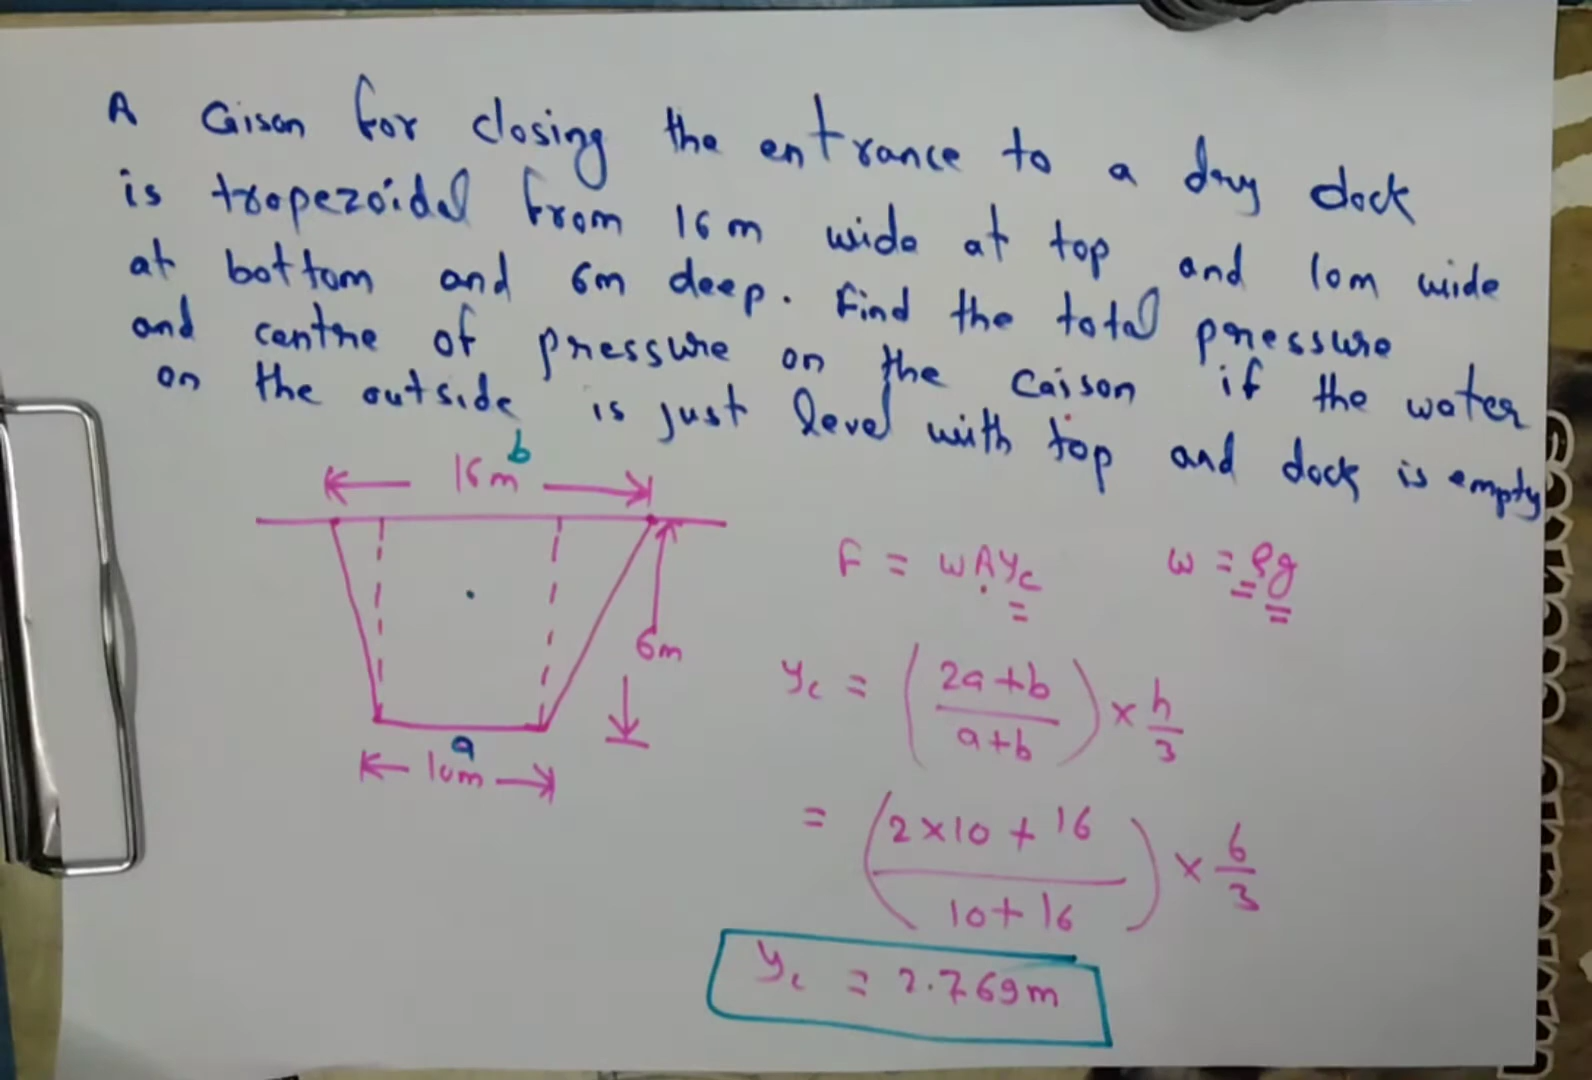 A Caison for closing the entrance to a dry dock
is tropezoidal from 16m wide at top and 10m wide
at bottom and 6m deep. Find the total pressure
and centre of pressure on the Caison if the water
on the outside is just level with top and dock is empty
b
16m
F = wAyc w = ρg
6m
yc = (2a+b / a+b) × h/3
a
10m
= (2×10 + 16 / 10+16) × 6/3
yc = 2.769m